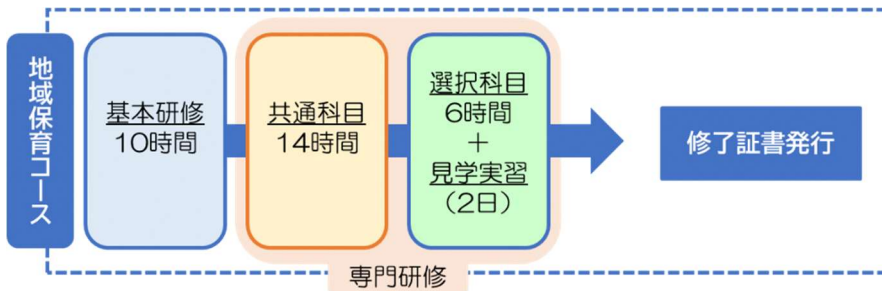 地域保育コース
基本研修
10時間
共通科目
14時間
選択科目
6時間
＋
見学実習
（2日）
修了証書発行
専門研修